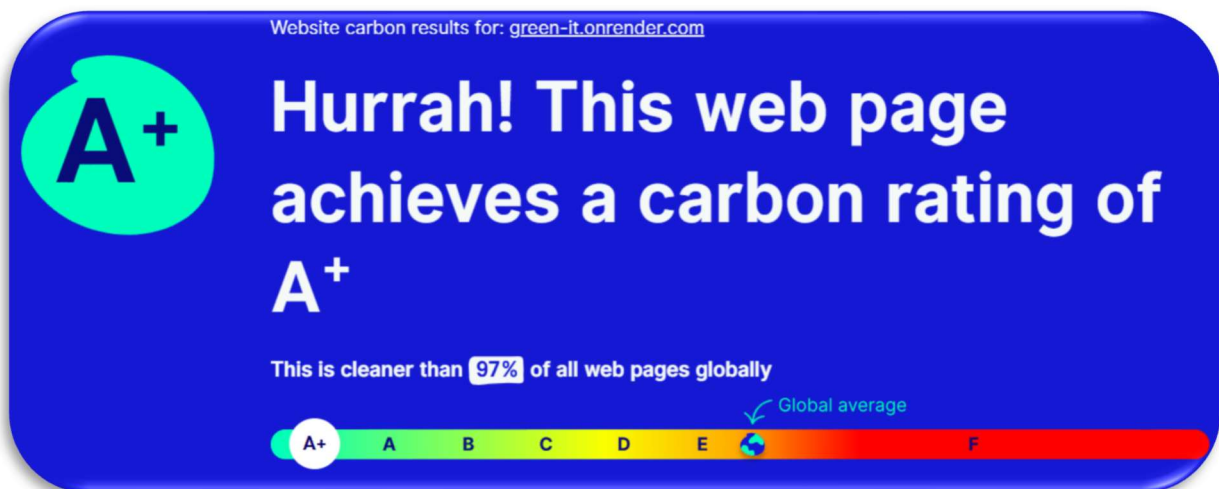 Website carbon results for: green-it.onrender.com
A+
Hurrah! This web page
achieves a carbon rating of
A+
This is cleaner than 97% of all web pages globally
Global average
A+ A B C D E F